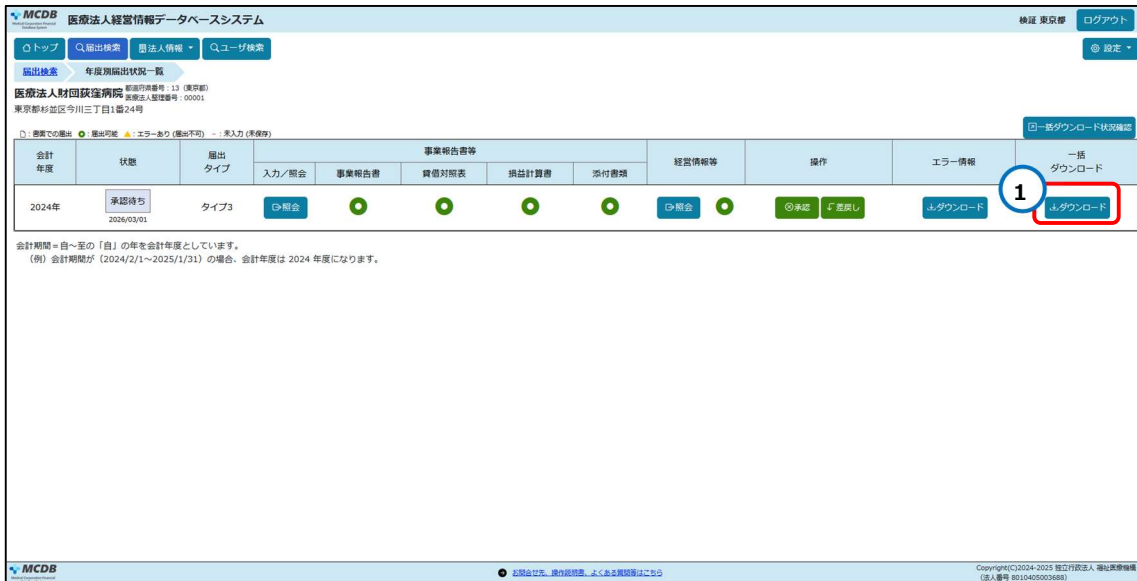 MCDB 医療法人経営情報データベースシステム 検証 東京都 ログアウト
トップ 届出検索 法人情報 ユーザ検索 設定
届出検索 年度別届出状況一覧
医療法人財団荻窪病院 都道府県番号：13（東京都）
医療法人整理番号：00001
東京都杉並区今川三丁目1番24号
一括ダウンロード状況確認
：書面での届出 ：届出可能 ：エラーあり (届出不可) －：未入力 (未保存)
会計年度 状態 届出タイプ 事業報告書等 経営情報等 操作 エラー情報 一括ダウンロード
入力／照会 事業報告書 貸借対照表 損益計算書 添付書類
1
2024年 承認待ち タイプ3 照会 照会 承認 差戻し ダウンロード ダウンロード
2026/03/01
会計期間＝自～至の「自」の年を会計年度としています。
（例）会計期間が（2024/2/1～2025/1/31）の場合、会計年度は 2024 年度になります。
MCDB お問合せ先、操作説明書、よくある質問等はこちら Copyright(C)2024-2025 独立行政法人 福祉医療機構
(法人番号 8010405003688)